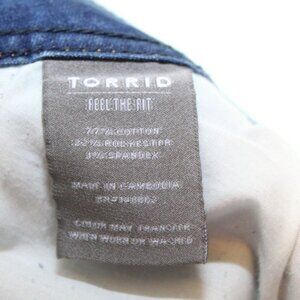 TORRID
FEEL THE FIT
77% COTTON
22% POLYESTER
1% SPANDEX
MADE IN CAMBODIA
COLOR MAY TRANSFER
WHEN WORN OR WASHED